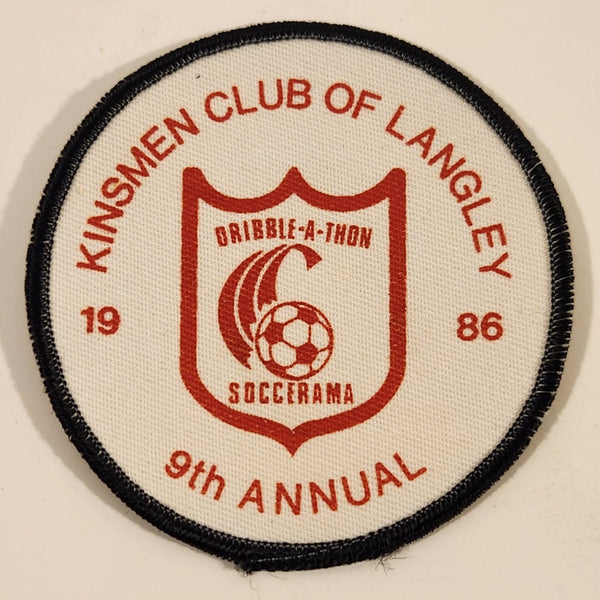 KINSMEN CLUB OF LANGLEY
DRIBBLE-A-THON
19 86
SOCCERAMA
9th ANNUAL